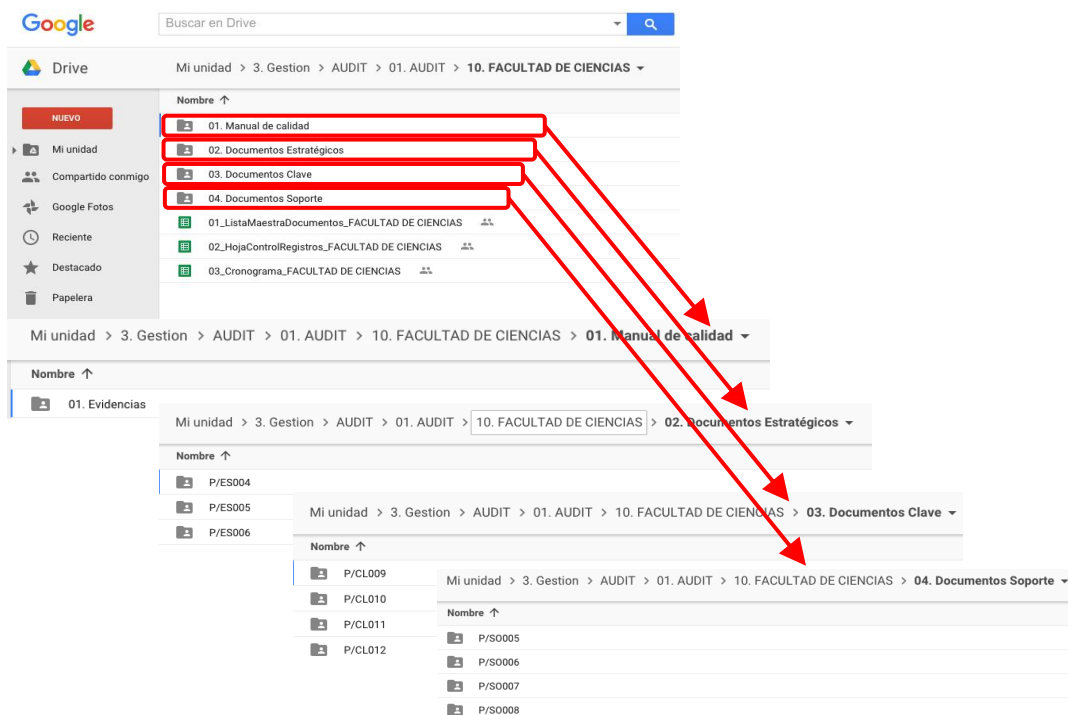 Google
Buscar en Drive
Drive
Mi unidad > 3. Gestion > AUDIT > 01. AUDIT > 10. FACULTAD DE CIENCIAS
Nombre ↑
NUEVO
Mi unidad
Compartido conmigo
Google Fotos
Reciente
Destacado
Papelera
01. Manual de calidad
02. Documentos Estratégicos
03. Documentos Clave
04. Documentos Soporte
01_ListaMaestraDocumentos_FACULTAD DE CIENCIAS
02_HojaControlRegistros_FACULTAD DE CIENCIAS
03_Cronograma_FACULTAD DE CIENCIAS
Mi unidad > 3. Gestion > AUDIT > 01. AUDIT > 10. FACULTAD DE CIENCIAS > 01. Manual de calidad
Nombre ↑
01. Evidencias
Mi unidad > 3. Gestion > AUDIT > 01. AUDIT > 10. FACULTAD DE CIENCIAS > 02. Documentos Estratégicos
Nombre ↑
P/ES004
P/ES005
P/ES006
Mi unidad > 3. Gestion > AUDIT > 01. AUDIT > 10. FACULTAD DE CIENCIAS > 03. Documentos Clave
Nombre ↑
P/CL009
P/CL010
P/CL011
P/CL012
Mi unidad > 3. Gestion > AUDIT > 01. AUDIT > 10. FACULTAD DE CIENCIAS > 04. Documentos Soporte
Nombre ↑
P/SO005
P/SO006
P/SO007
P/SO008